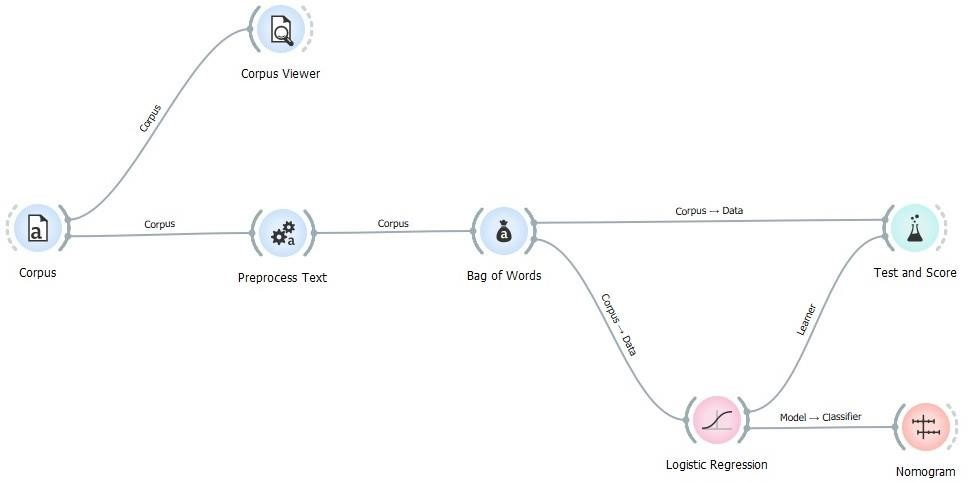 Corpus Viewer
Corpus
Corpus
Corpus
Corpus → Data
a
a
a
Corpus
Preprocess Text
Bag of Words
Test and Score
Corpus → Data
Learner
Model → Classifier
Logistic Regression
Nomogram